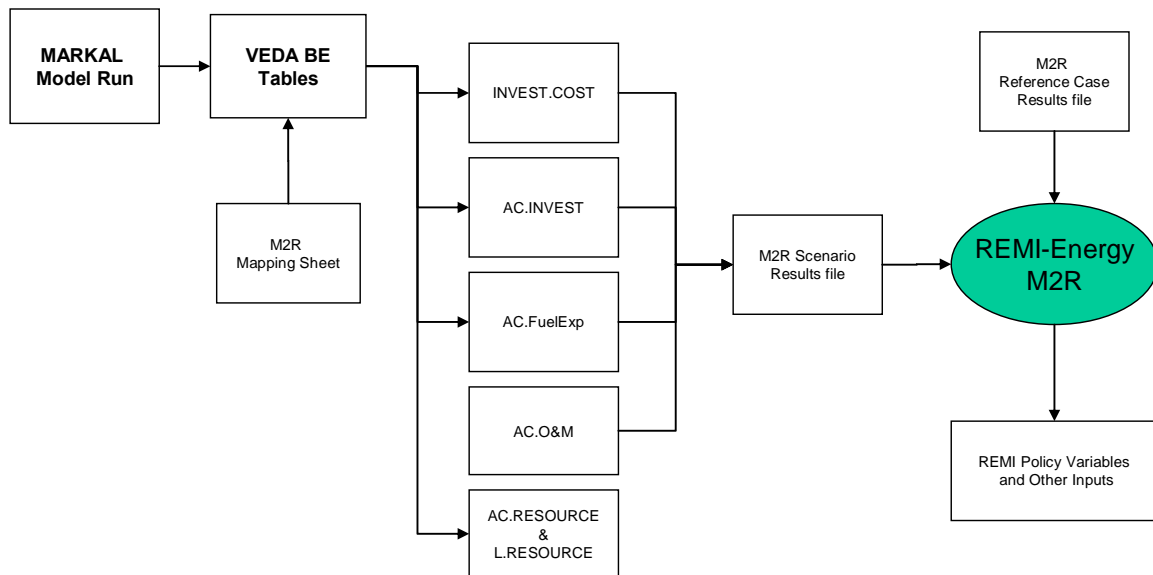 MARKAL
Model Run
VEDA BE
Tables
M2R
Mapping Sheet
INVEST.COST
AC.INVEST
AC.FuelExp
AC.O&M
AC.RESOURCE
&
L.RESOURCE
M2R Scenario
Results file
M2R
Reference Case
Results file
REMI-Energy
M2R
REMI Policy Variables
and Other Inputs